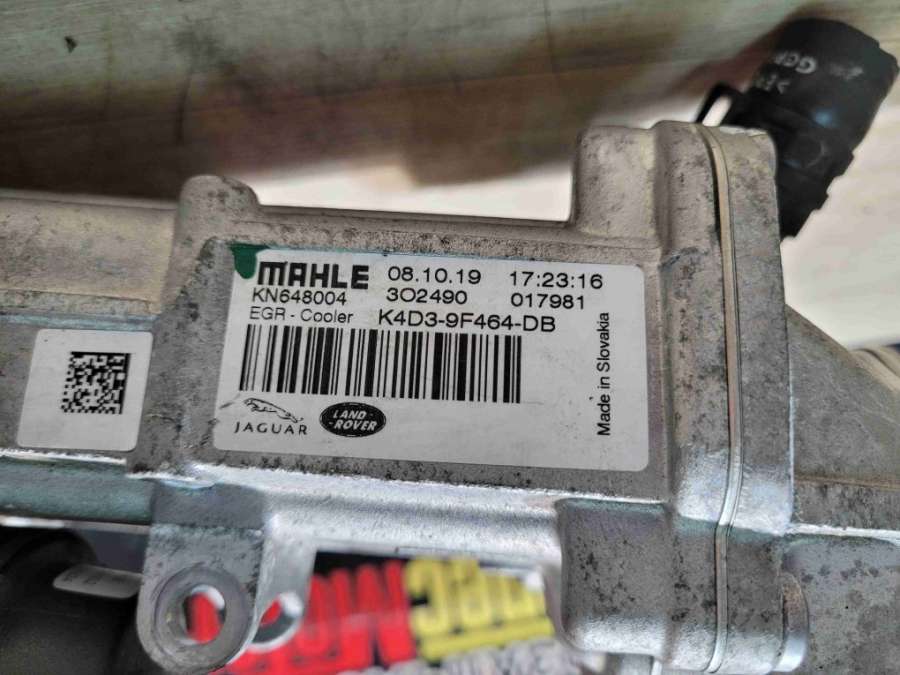 MAHLE 08.10.19 17:23:16
KN648004 3O2490 017981
EGR - Cooler K4D3-9F464-DB
Made in Slovakia
JAGUAR
LAND-
-ROVER